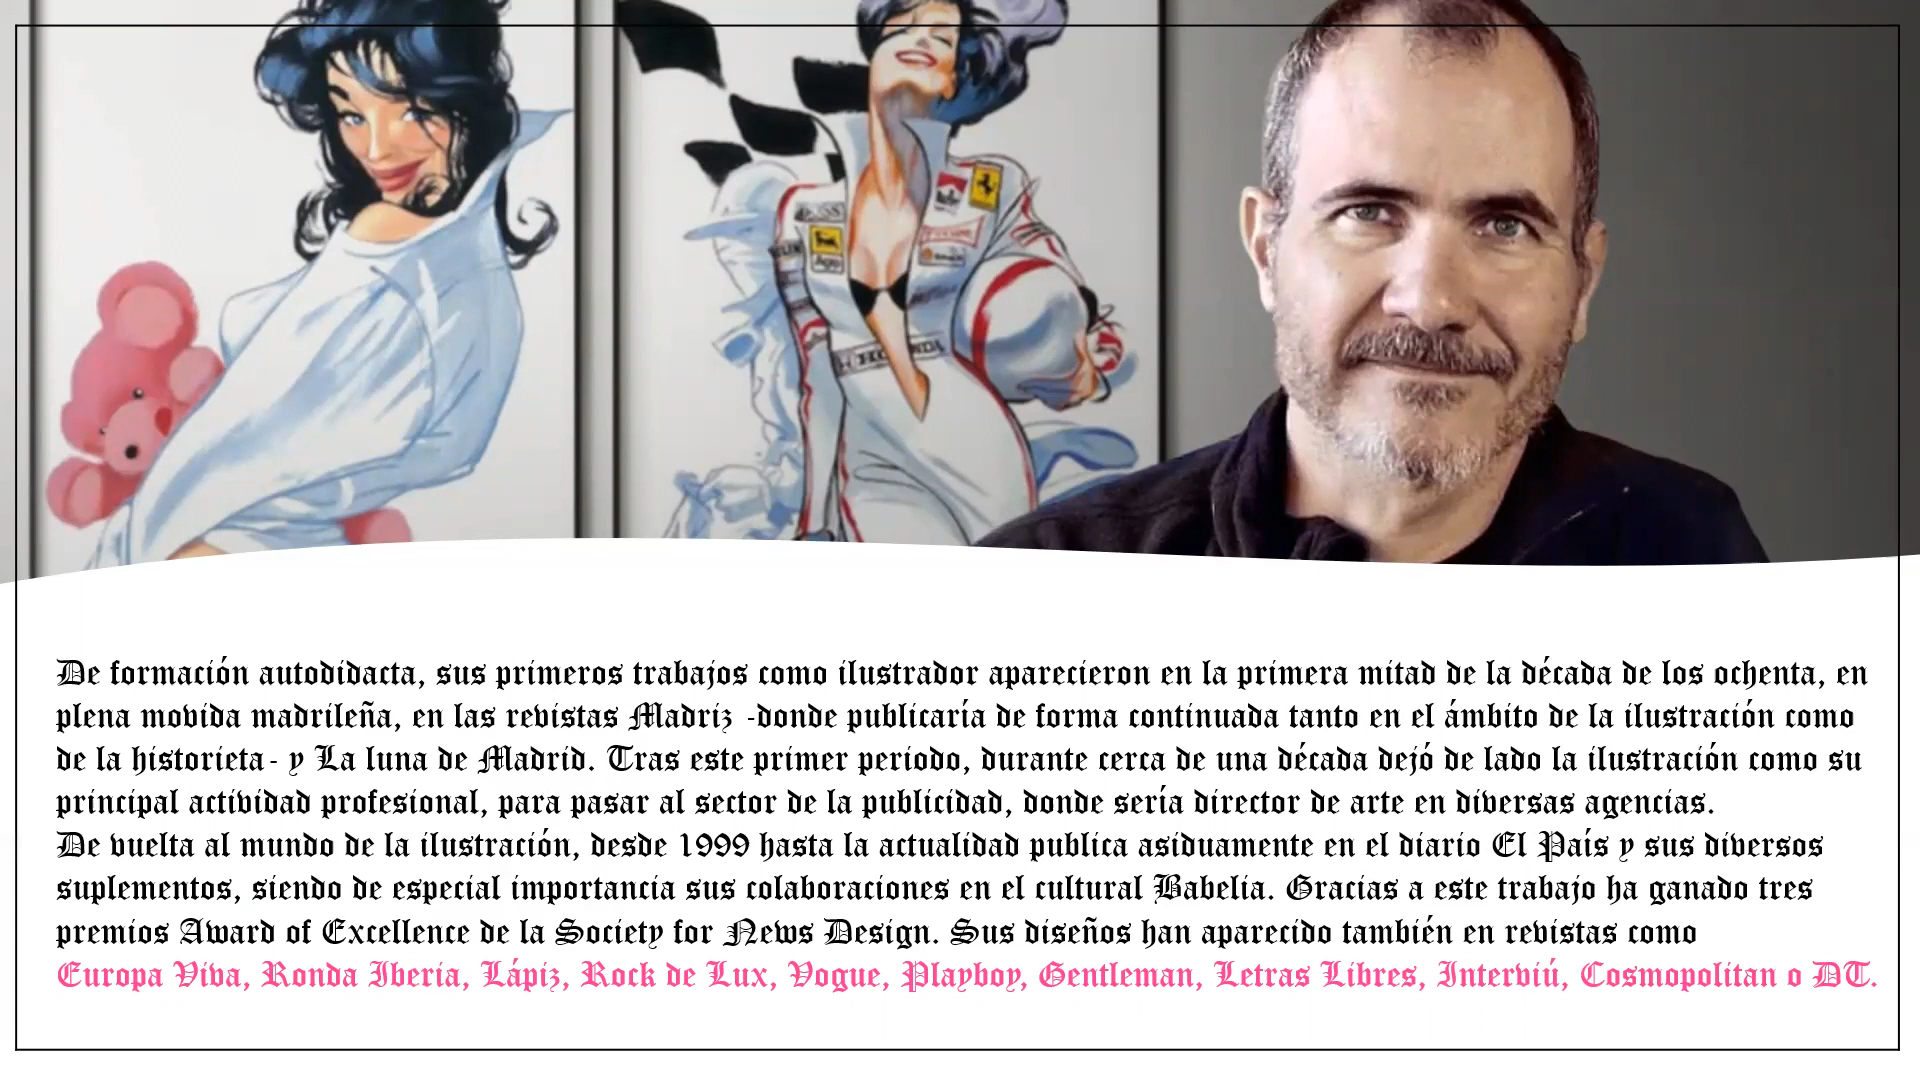 HONDA
De formación autodidacta, sus primeros trabajos como ilustrador aparecieron en la primera mitad de la década de los ochenta, en
plena movida madrileña, en las revistas Madriz -donde publicaría de forma continuada tanto en el ámbito de la ilustración como
de la historieta- y La luna de Madrid. Tras este primer periodo, durante cerca de una década dejó de lado la ilustración como su
principal actividad profesional, para pasar al sector de la publicidad, donde sería director de arte en diversas agencias.
De vuelta al mundo de la ilustración, desde 1999 hasta la actualidad publica asiduamente en el diario El País y sus diversos
suplementos, siendo de especial importancia sus colaboraciones en el cultural Babelia. Gracias a este trabajo ha ganado tres
premios Award of Excellence de la Society for News Design. Sus diseños han aparecido también en revistas como
Europa Viva, Ronda Iberia, Lápiz, Rock de Lux, Vogue, Playboy, Gentleman, Letras Libres, Interviú, Cosmopolitan o DT.